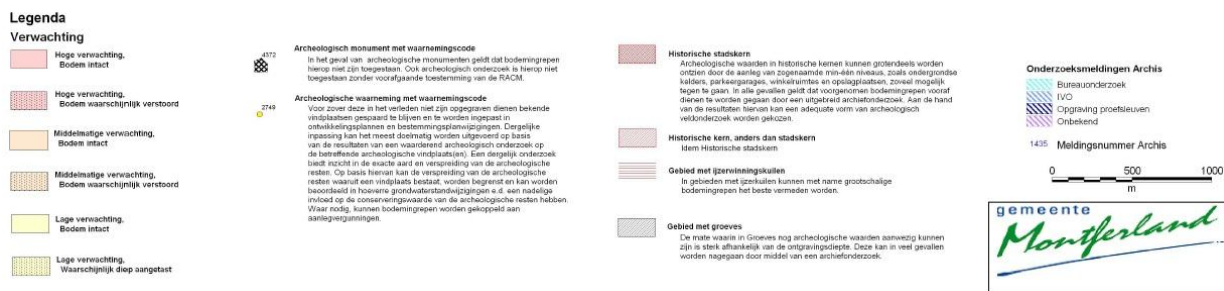 Legenda
Verwachting
Hoge verwachting,
Bodem intact
Hoge verwachting,
Bodem waarschijnlijk verstoord
Middelmatige verwachting,
Bodem intact
Middelmatige verwachting,
Bodem waarschijnlijk verstoord
Lage verwachting,
Bodem intact
Lage verwachting,
Waarschijnlijk diep aangetast
4372
Archeologisch monument met waarnemingscode
In het geval van archeologische monumenten geldt dat bodemingrepen
hierop niet zijn toegestaan. Ook archeologisch onderzoek is hierop niet
toegestaan zonder voorafgaande toestemming van de RACM.
2749
Archeologische waarneming met waarnemingscode
Voor zover deze in het verleden niet zijn opgegraven dienen bekende
vindplaatsen gespaard te blijven en te worden ingepast in
ontwikkelingsplannen en bestemmingsplanwijzigingen. Dergelijke
inpassing kan het meest doelmatig worden uitgevoerd op basis
van de resultaten van een waarderend archeologisch onderzoek op
de betreffende archeologische vindplaats(en). Een dergelijk onderzoek
biedt inzicht in de exacte aard en verspreiding van de archeologische
resten. Op basis hiervan kan de verspreiding van de archeologische
resten waaruit een vindplaats bestaat, worden begrenst en kan worden
beoordeeld in hoeverre grondwaterstandwijzigingen e.d. een nadelige
invloed op de conserveringswaarde van de archeologische resten hebben.
Waar nodig, kunnen bodemingrepen worden gekoppeld aan
aanlegvergunningen.
Historische stadskern
Archeologische waarden in historische kernen kunnen grotendeels worden
ontzien door de aanleg van zogenaamde min-één niveaus, zoals ondergrondse
kelders, parkeergarages, winkelruimtes en opslagplaatsen, zoveel mogelijk
tegen te gaan. In alle gevallen geldt dat voorgenomen bodemingrepen vooraf
dienen te worden gegaan door een uitgebreid archiefonderzoek. Aan de hand
van de resultaten hiervan kan een adequate vorm van archeologisch
veldonderzoek worden gekozen.
Historische kern, anders dan stadskern
Idem Historische stadskern
Gebied met ijzerwinningskuilen
In gebieden met ijzerkuilen kunnen met name grootschalige
bodemingrepen het beste vermeden worden.
Gebied met groeves
De mate waarin in Groeves nog archeologische waarden aanwezig kunnen
zijn is sterk afhankelijk van de ontgravingsdiepte. Deze kan in veel gevallen
worden nagegaan door middel van een archiefonderzoek.
Onderzoeksmeldingen Archis
Bureauonderzoek
IVO
Opgraving proefsleuven
Onbekend
1435 Meldingsnummer Archis
0 500 1000
m
gemeente
Montferland